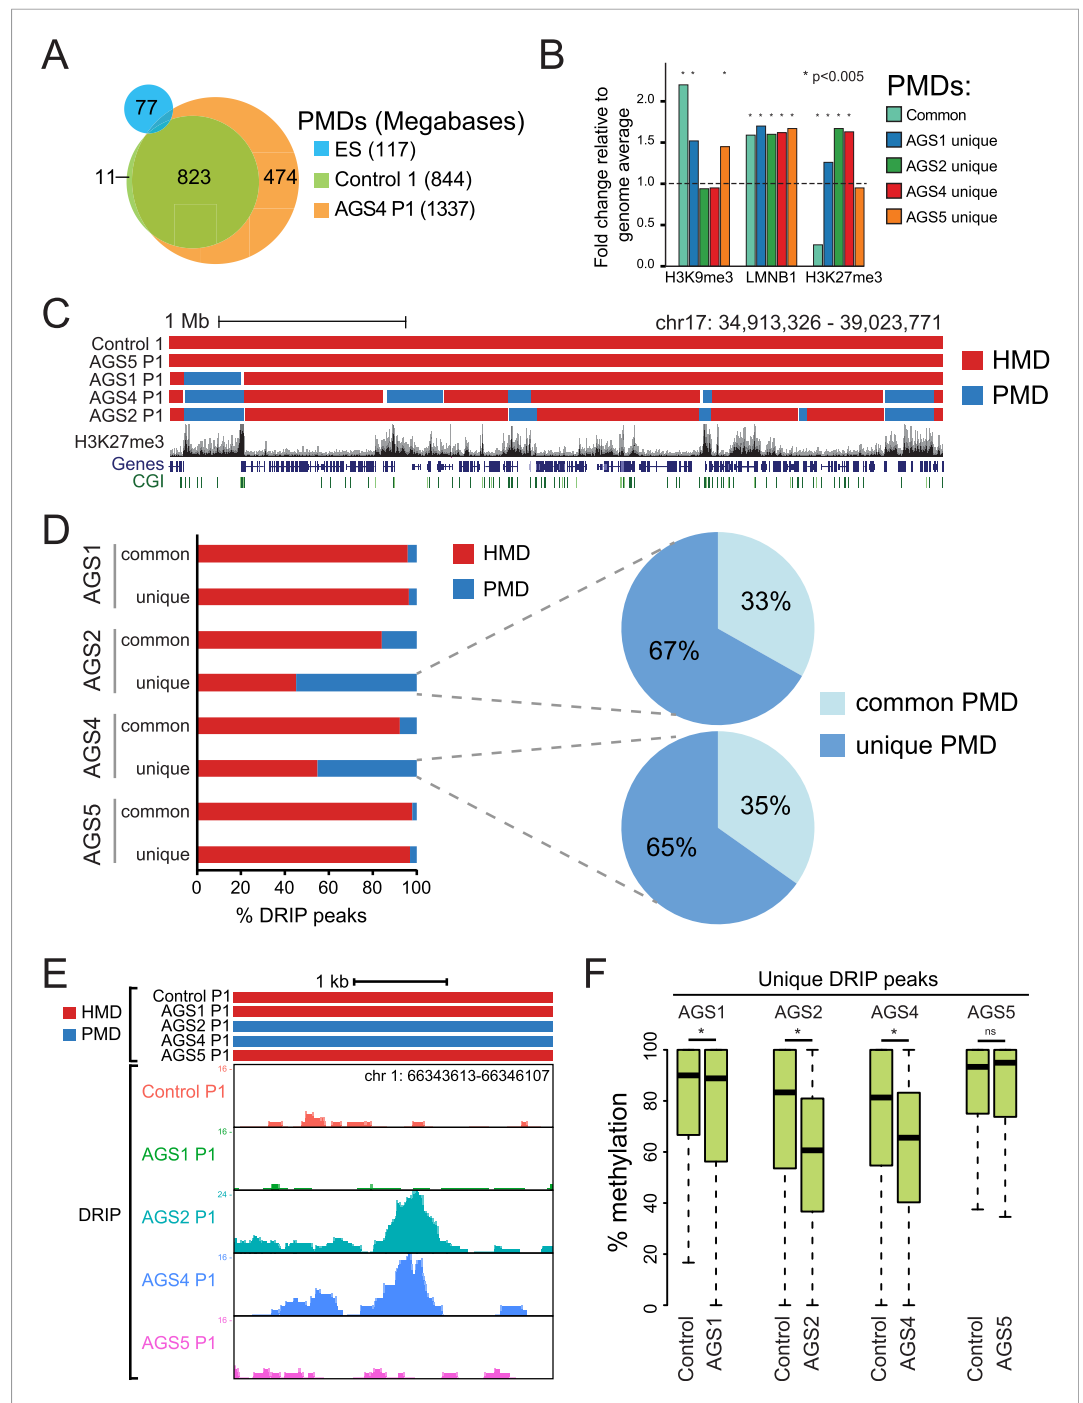 A
77
11
823
474
PMDs (Megabases)
ES (117)
Control 1 (844)
AGS4 P1 (1337)
B
Fold change relative to
genome average
2.0
1.5
1.0
0.5
0.0
* * *
* * * * *
* * * *
* p<0.005
H3K9me3 LMNB1 H3K27me3
PMDs:
Common
AGS1 unique
AGS2 unique
AGS4 unique
AGS5 unique
C
1 Mb
chr17: 34,913,326 - 39,023,771
Control 1
AGS5 P1
AGS1 P1
AGS4 P1
AGS2 P1
H3K27me3
Genes
CGI
HMD
PMD
D
AGS1
common
unique
AGS2
common
unique
AGS4
common
unique
AGS5
common
unique
0 20 40 60 80 100
% DRIP peaks
HMD
PMD
33%
67%
35%
65%
common PMD
unique PMD
E
1 kb
HMD
PMD
Control P1
AGS1 P1
AGS2 P1
AGS4 P1
AGS5 P1
chr 1: 66343613-66346107
DRIP
16 -
Control P1
16 -
AGS1 P1
24 -
AGS2 P1
16 -
AGS4 P1
16 -
AGS5 P1
F
Unique DRIP peaks
AGS1 AGS2 AGS4 AGS5
* * * ns
% methylation
100
80
60
40
20
0
Control
AGS1
Control
AGS2
Control
AGS4
Control
AGS5